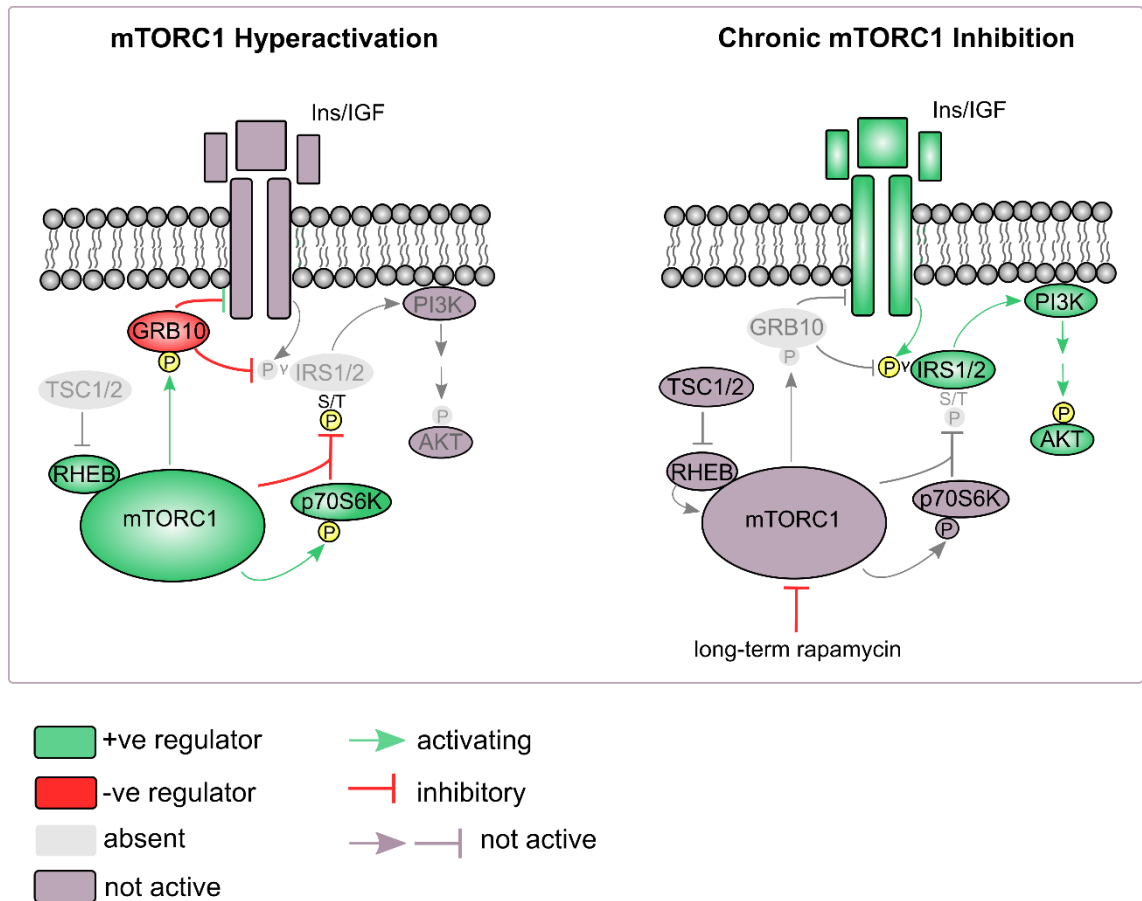 mTORC1 Hyperactivation
Ins/IGF
GRB10
P
PI3K
P Y IRS1/2
TSC1/2
S/T
P
P
AKT
RHEB
mTORC1
p70S6K
P
Chronic mTORC1 Inhibition
Ins/IGF
GRB10
P
PI3K
P Y IRS1/2
TSC1/2
S/T
P
P
AKT
RHEB
mTORC1
p70S6K
P
long-term rapamycin
+ve regulator
-ve regulator
absent
not active
activating
inhibitory
not active